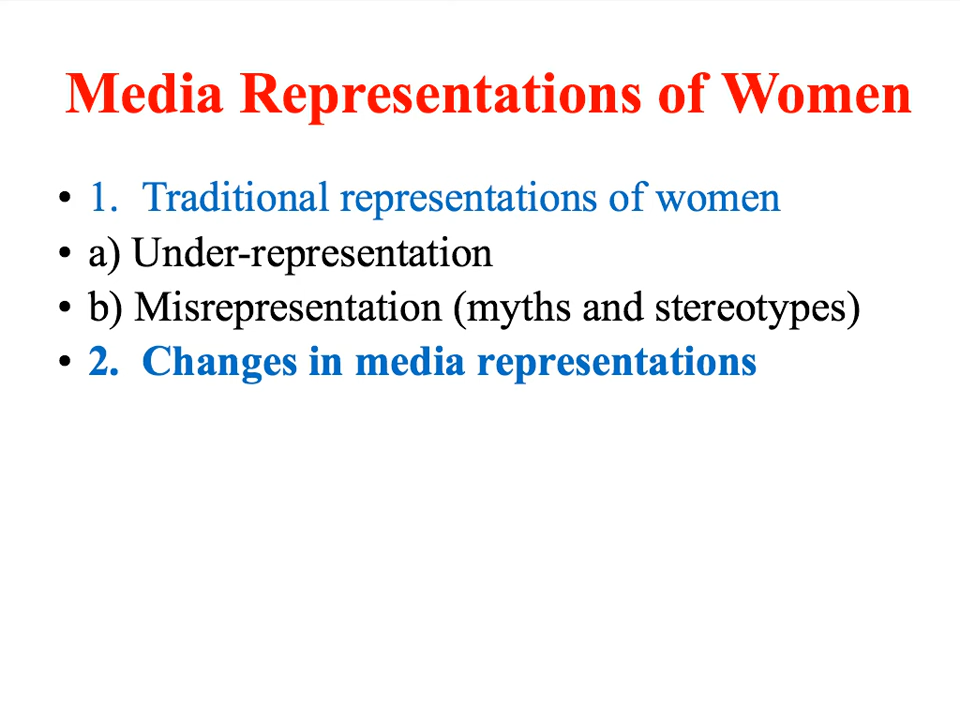 Media Representations of Women
• 1. Traditional representations of women
• a) Under-representation
• b) Misrepresentation (myths and stereotypes)
• 2. Changes in media representations